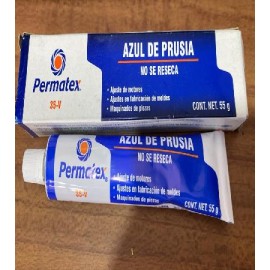 Permatex
35-V
AZUL DE PRUSIA
NO SE RESECA
• Ajuste de motores
• Ajustes en fabricación de moldes
• Maquinados de piezas
CONT. NET. 55 g
Permatex
35-V
AZUL DE PRUSIA
NO SE RESECA
• Ajuste de motores
• Ajustes en fabricación de moldes
• Maquinados de piezas
CONT. NET. 55 g